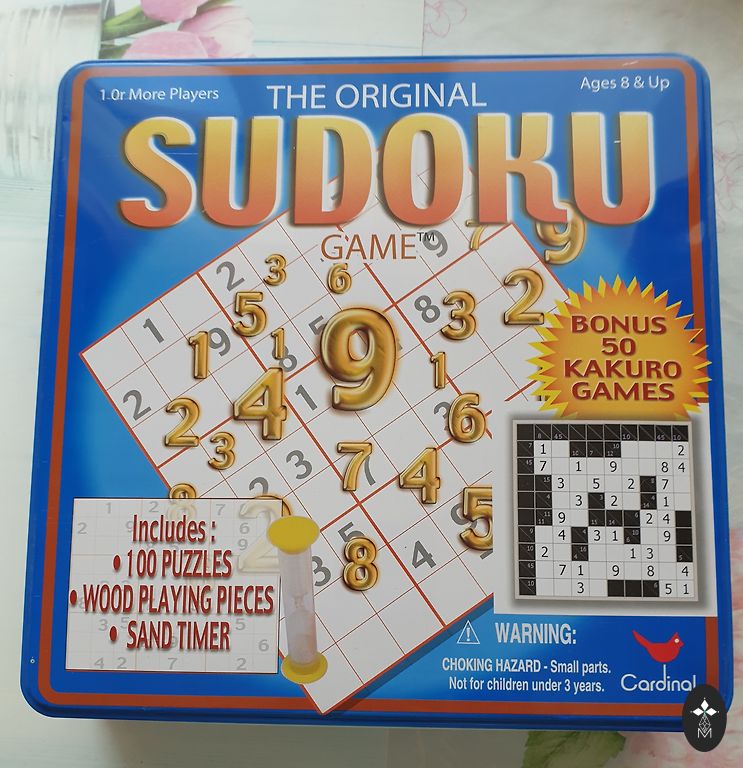 1 Or More Players
Ages 8 & Up
THE ORIGINAL
SUDOKU
GAME™
BONUS
50
KAKURO
GAMES
Includes :
• 100 PUZZLES
• WOOD PLAYING PIECES
• SAND TIMER
WARNING:
CHOKING HAZARD - Small parts.
Not for children under 3 years.
Cardinal